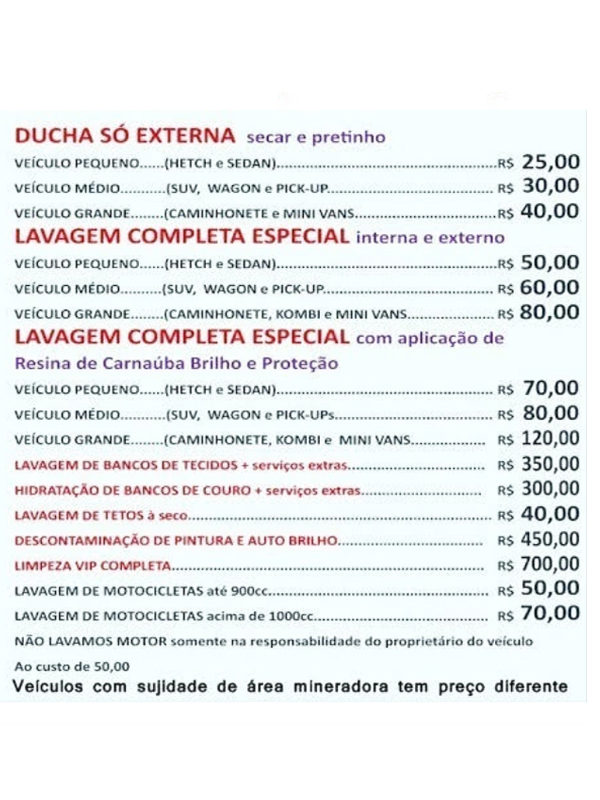 DUCHA SÓ EXTERNA secar e pretinho
VEÍCULO PEQUENO......(HETCH e SEDAN)......................................................R$ 25,00
VEÍCULO MÉDIO...........(SUV, WAGON e PICK-UP........................................ R$ 30,00
VEÍCULO GRANDE........(CAMINHONETE e MINI VANS..................................R$ 40,00
LAVAGEM COMPLETA ESPECIAL interna e externo
VEÍCULO PEQUENO......(HETCH e SEDAN)......................................................R$ 50,00
VEÍCULO MÉDIO..........(SUV, WAGON e PICK-UP.........................................R$ 60,00
VEÍCULO GRANDE........(CAMINHONETE, KOMBI e MINI VANS.....................R$ 80,00
LAVAGEM COMPLETA ESPECIAL com aplicação de
Resina de Carnaúba Brilho e Proteção
VEÍCULO PEQUENO......(HETCH e SEDAN)..................................................... R$ 70,00
VEÍCULO MÉDIO...........(SUV, WAGON e PICK-UPs...................................... R$ 80,00
VEÍCULO GRANDE........(CAMINHONETE, KOMBI e MINI VANS.................. R$ 120,00
LAVAGEM DE BANCOS DE TECIDOS + serviços extras................................. R$ 350,00
HIDRATAÇÃO DE BANCOS DE COURO + serviços extras............................. R$ 300,00
LAVAGEM DE TETOS à seco......................................................................... R$ 40,00
DESCONTAMINAÇÃO DE PINTURA E AUTO BRILHO................................... R$ 450,00
LIMPEZA VIP COMPLETA........................................................................... R$ 700,00
LAVAGEM DE MOTOCICLETAS até 900cc..................................................... R$ 50,00
LAVAGEM DE MOTOCICLETAS acima de 1000cc.......................................... R$ 70,00
NÃO LAVAMOS MOTOR somente na responsabilidade do proprietário do veículo
Ao custo de 50,00
Veículos com sujidade de área mineradora tem preço diferente